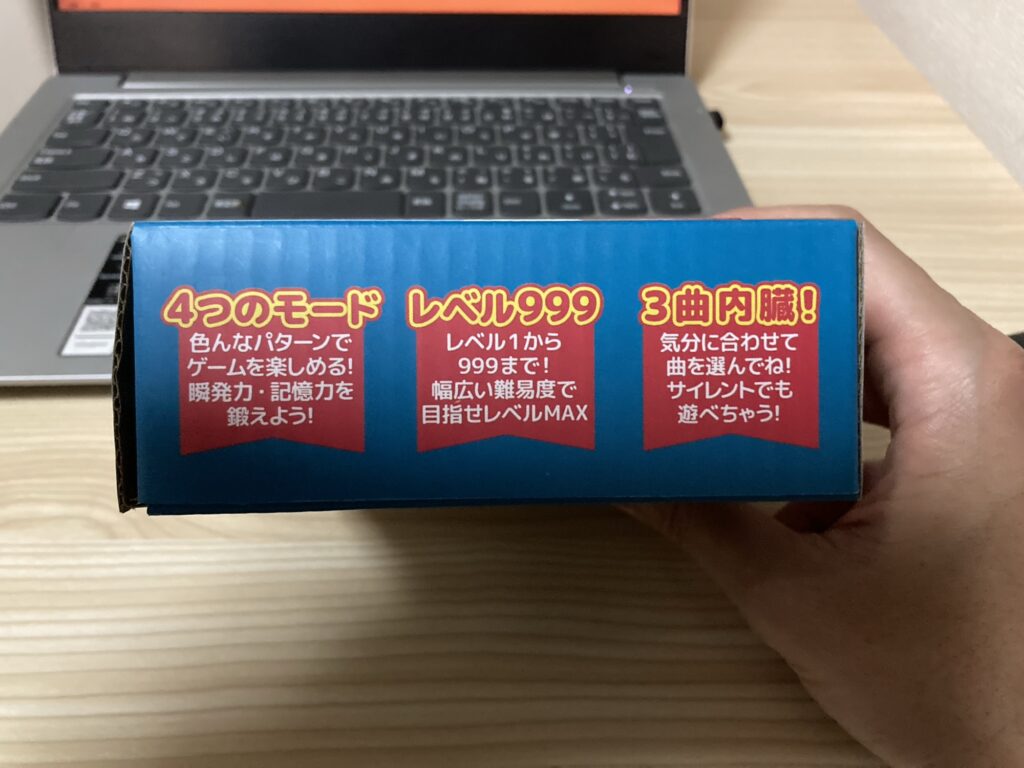 4つのモード
色んなパターンで
ゲームを楽しめる!
瞬発力・記憶力を
鍛えよう!
レベル999
レベル1から
999まで!
幅広い難易度で
目指せレベルMAX
3曲内臓!
気分に合わせて
曲を選んでね!
サイレントでも
遊べちゃう!